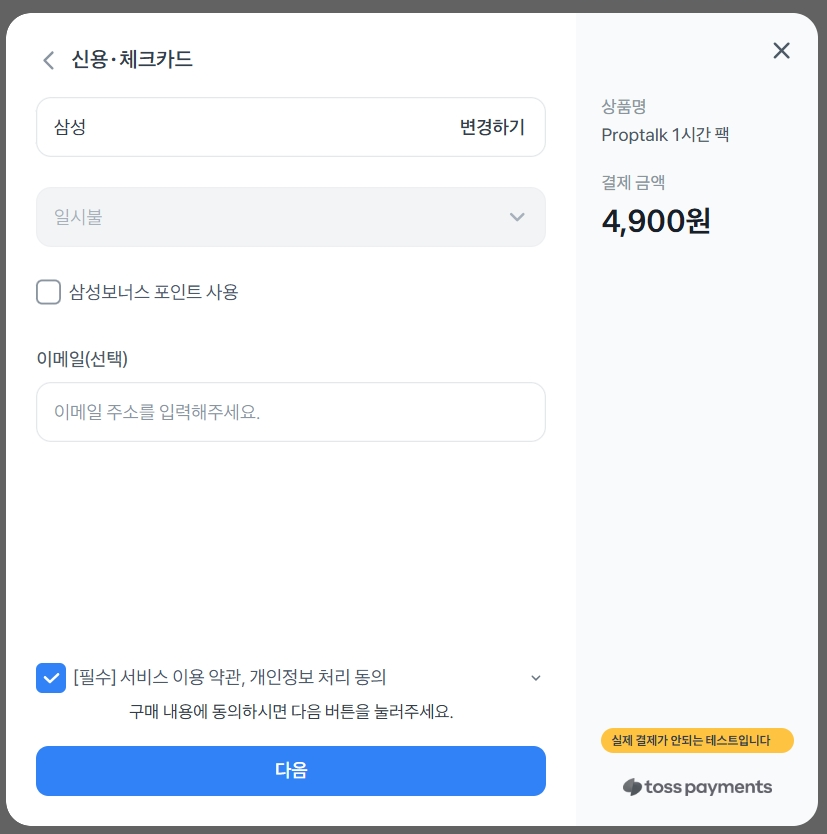 신용·체크카드
삼성
변경하기
일시불
삼성보너스 포인트 사용
이메일(선택)
이메일 주소를 입력해주세요.
[필수] 서비스 이용 약관, 개인정보 처리 동의
구매 내용에 동의하시면 다음 버튼을 눌러주세요.
다음
상품명
Proptalk 1시간 팩
결제 금액
4,900원
실제 결제가 안되는 테스트입니다
toss payments